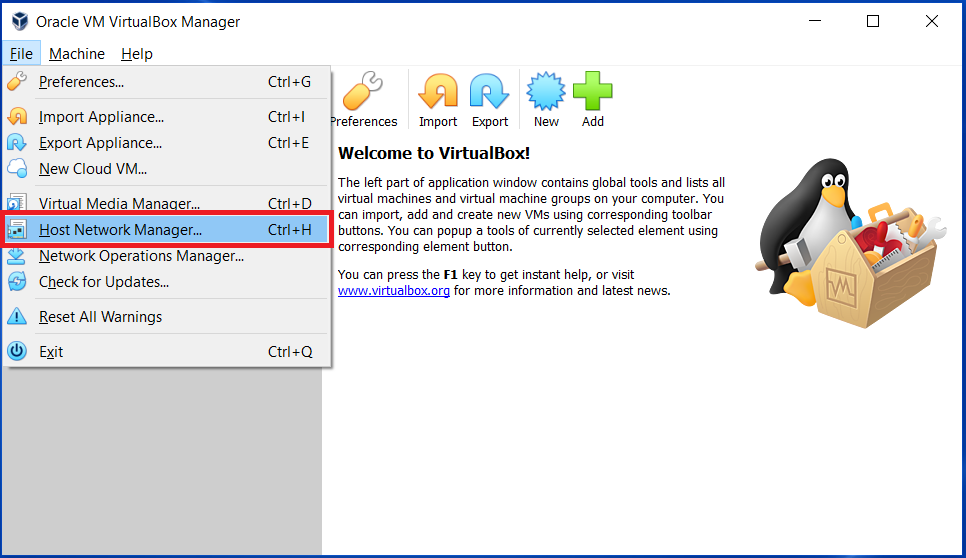 Oracle VM VirtualBox Manager
File Machine Help
Preferences... Ctrl+G
Import Appliance... Ctrl+I
Export Appliance... Ctrl+E
New Cloud VM...
Virtual Media Manager... Ctrl+D
Host Network Manager... Ctrl+H
Network Operations Manager...
Check for Updates...
Reset All Warnings
Exit Ctrl+Q
Preferences Import Export New Add
Welcome to VirtualBox!
The left part of application window contains global tools and lists all
virtual machines and virtual machine groups on your computer. You
can import, add and create new VMs using corresponding toolbar
buttons. You can popup a tools of currently selected element using
corresponding element button.
You can press the F1 key to get instant help, or visit
www.virtualbox.org for more information and latest news.